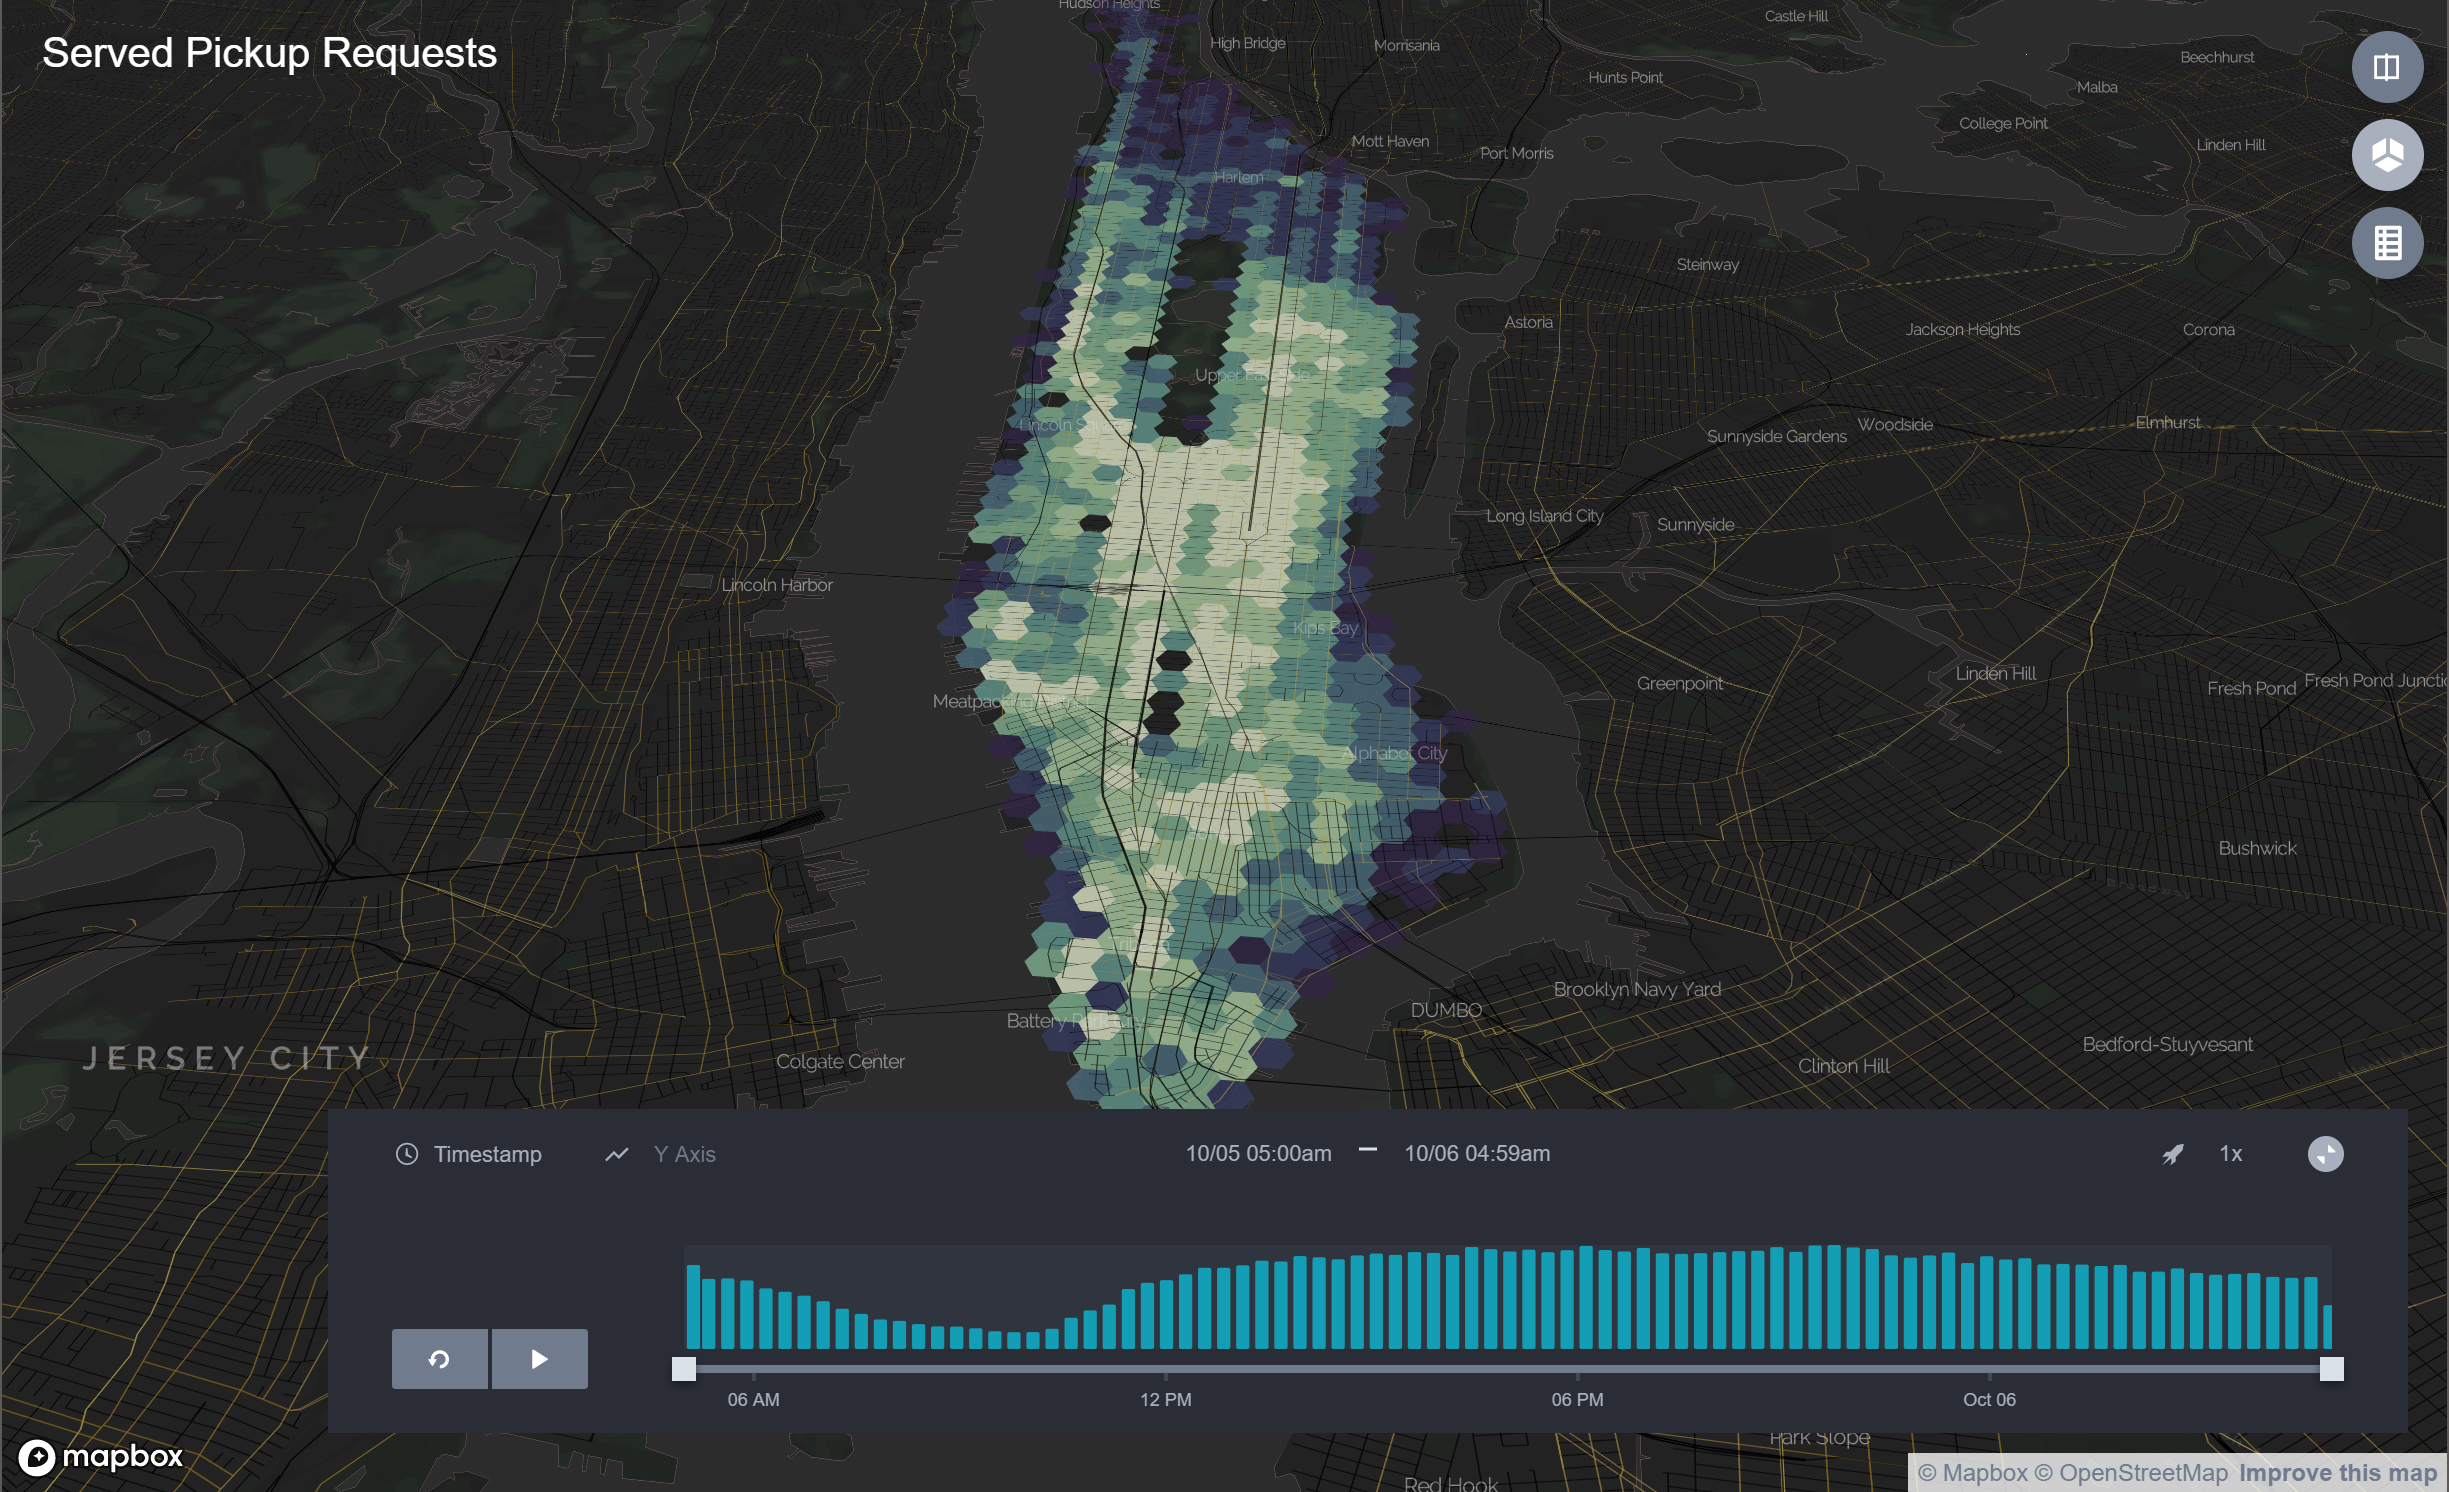 Hudson Heights
Castle Hill
Served Pickup Requests
High Bridge
Morrisania
Beechhurst
Hunts Point
Malba
College Point
Mott Haven
Port Morris
Linden Hill
Harlem
Steinway
Astoria
Jackson Heights
Corona
Upper East Side
Lincoln Square
Sunnyside Gardens
Woodside
Elmhurst
Long Island City
Sunnyside
Lincoln Harbor
Kips Bay
Linden Hill
Greenpoint
Fresh Pond
Fresh Pond Juncti
Meatpacking District
Alphabet City
Bushwick
Broadway
Tribeca
Brooklyn Navy Yard
DUMBO
Battery Park City
Bedford-Stuyvesant
JERSEY CITY
Colgate Center
Clinton Hill
Timestamp
Y Axis
10/05 05:00am — 10/06 04:59am
1x
06 AM
12 PM
06 PM
Oct 06
Park Slope
mapbox
Red Hook
© Mapbox © OpenStreetMap Improve this map